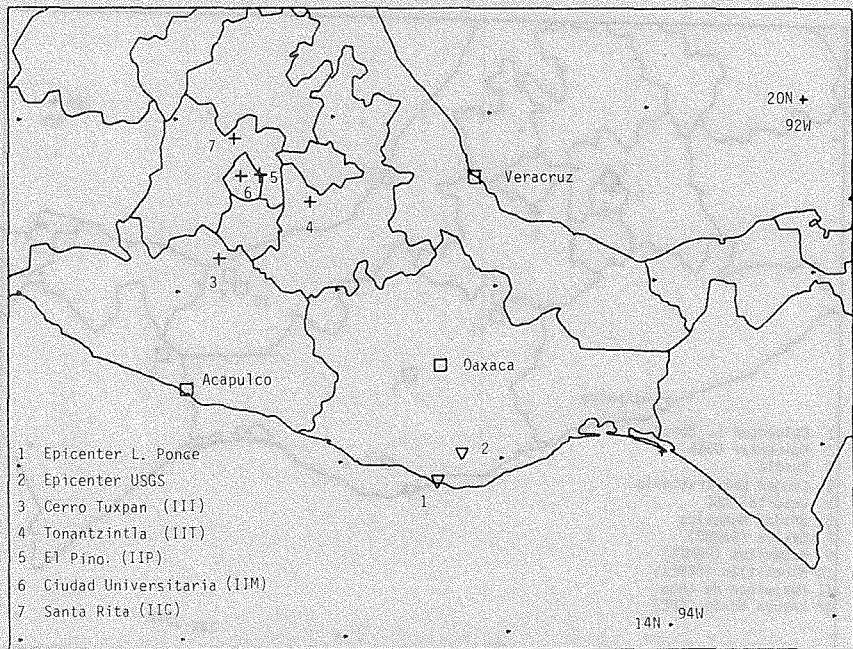 20N
92W
7
5
6
Veracruz
4
3
Oaxaca
Acapulco
2
1
1 Epicenter L. Ponce
2 Epicenter USGS
3 Cerro Tuxpan (III)
4 Tonantzintla (IIT)
5 El Pino. (IIP)
6 Ciudad Universitaria (IIM)
7 Santa Rita (IIC)
94W
14N